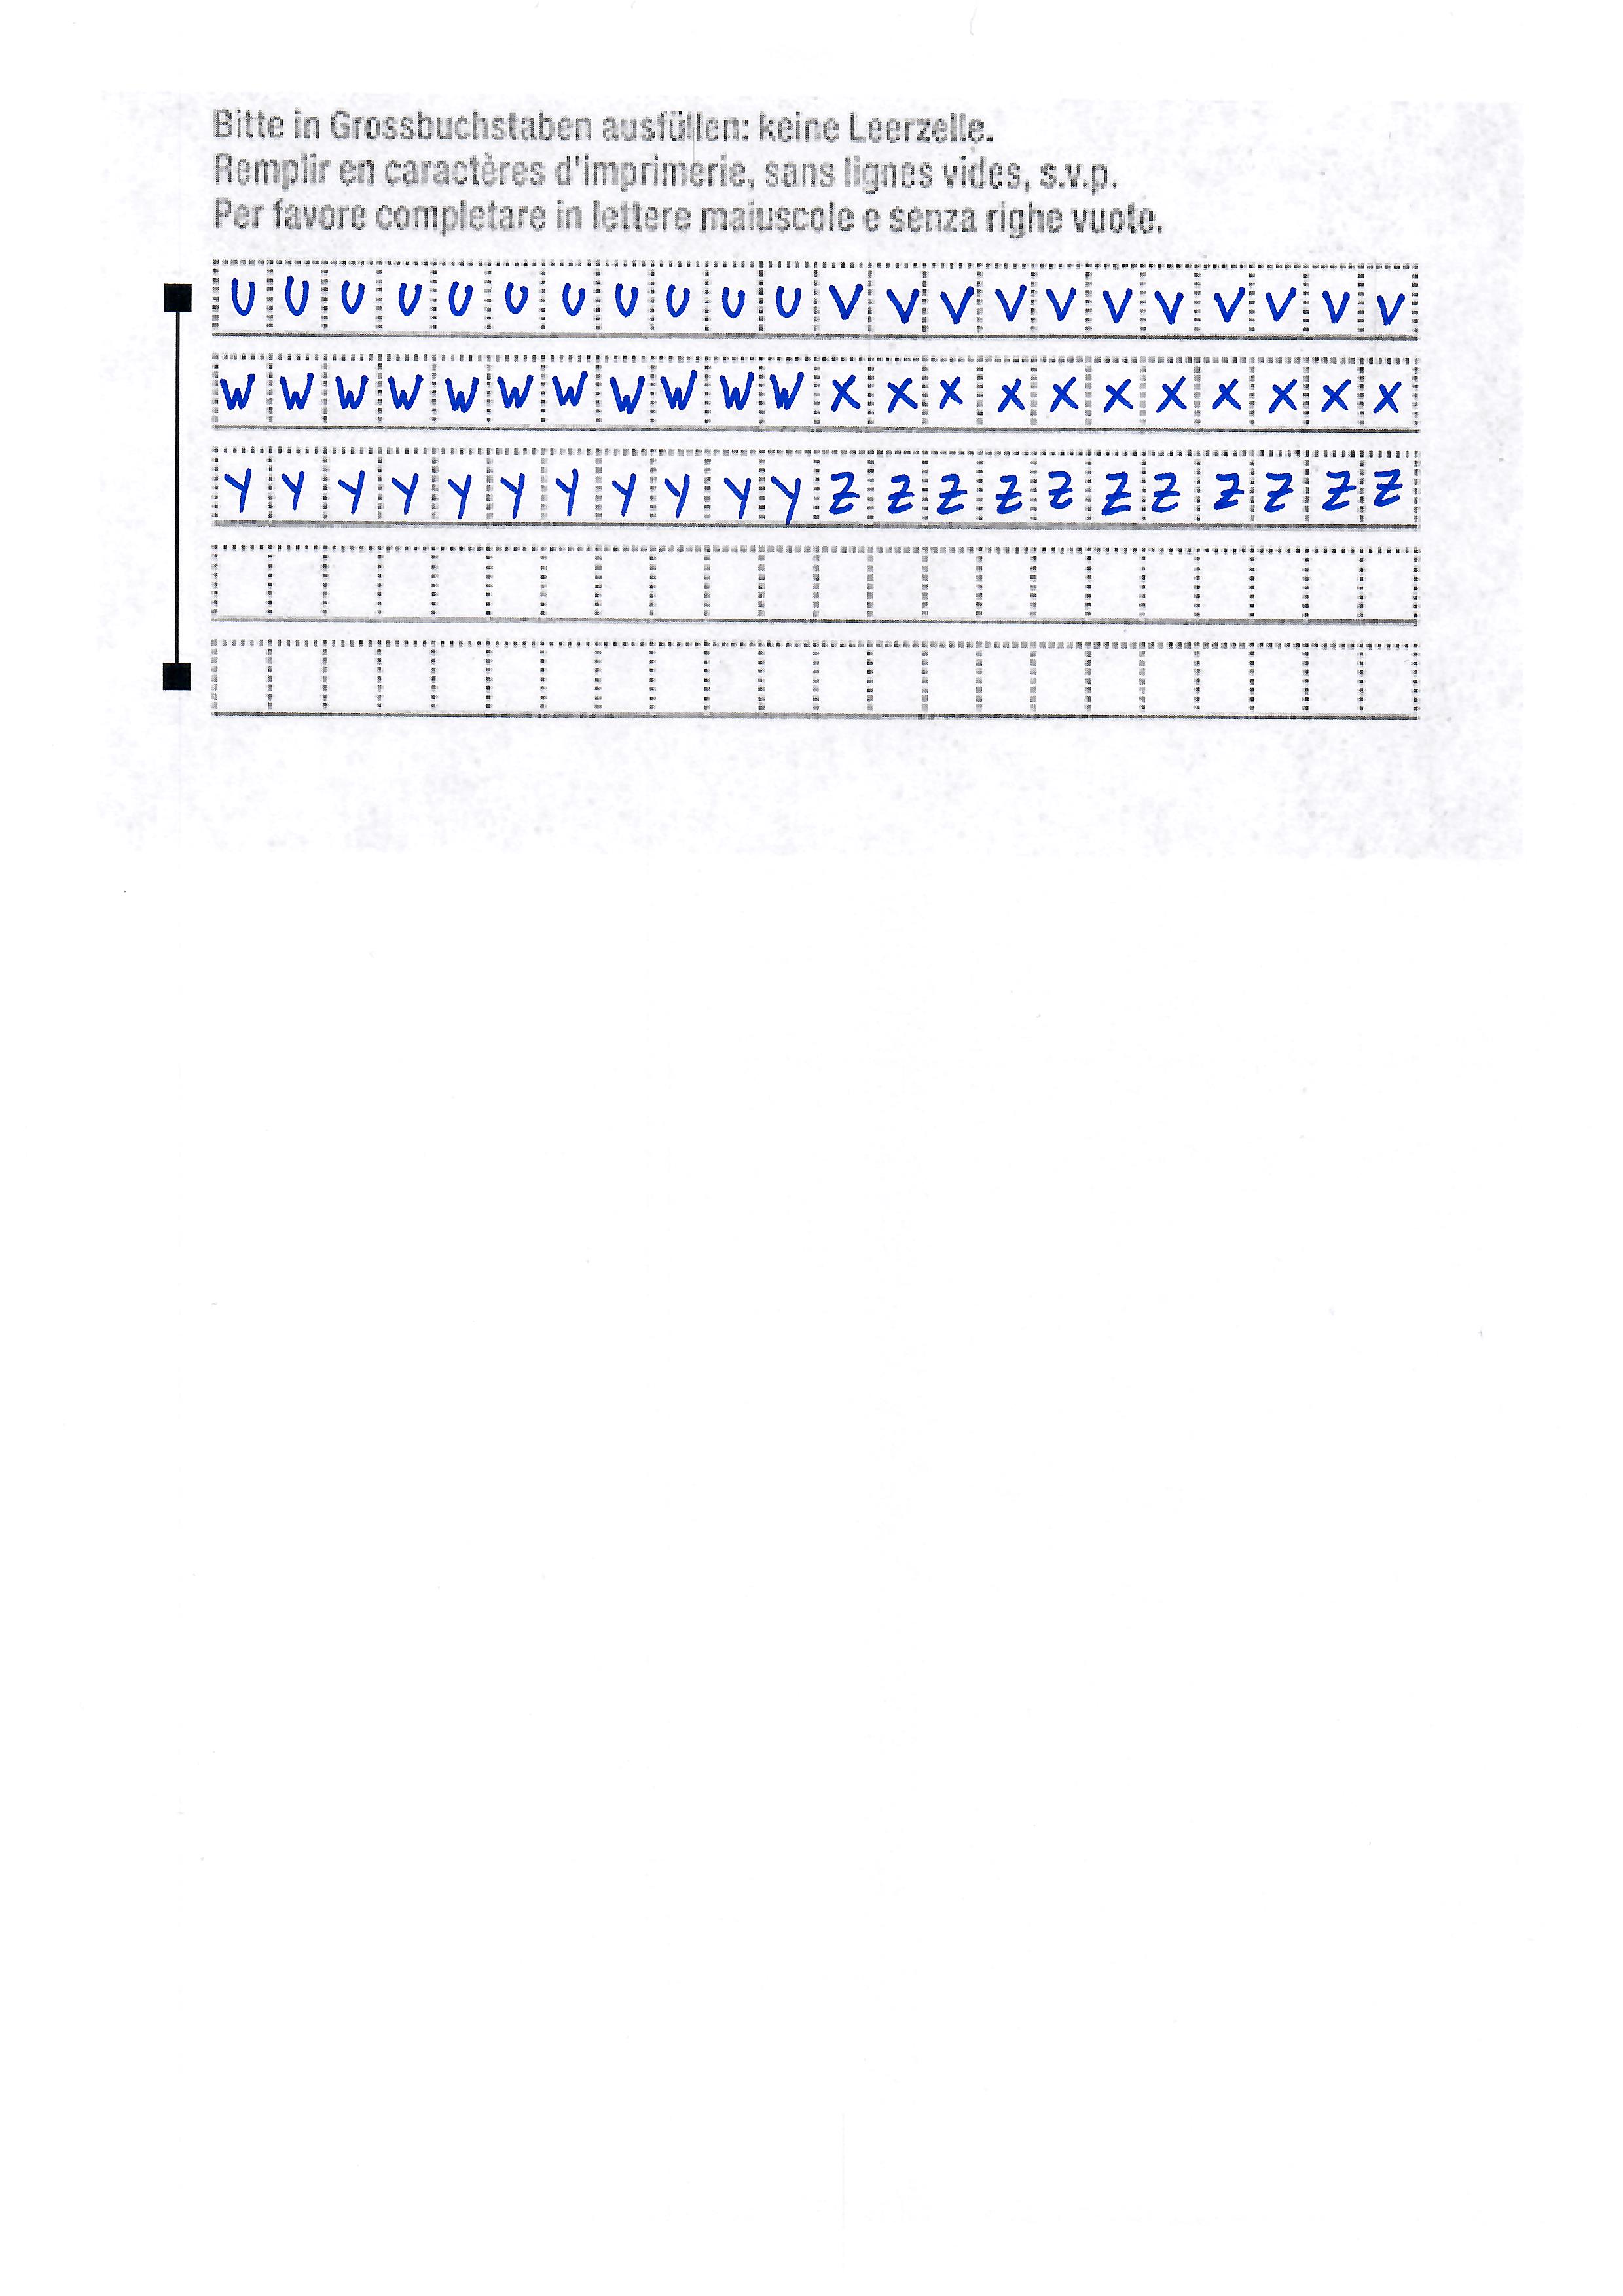 Bitte in Grossbuchstaben ausfüllen: keine Leerzelle.
Remplir en caractères d'imprimerie, sans lignes vides, s.v.p.
Per favore completare in lettere maiuscole e senza righe vuote.
U U U U U U U U U U U V V V V V V V V V V V
W W W W W W W W W W W X X X X X X X X X X X
Y Y Y Y Y Y Y Y Y Y Y Z Z Z Z Z Z Z Z Z Z Z